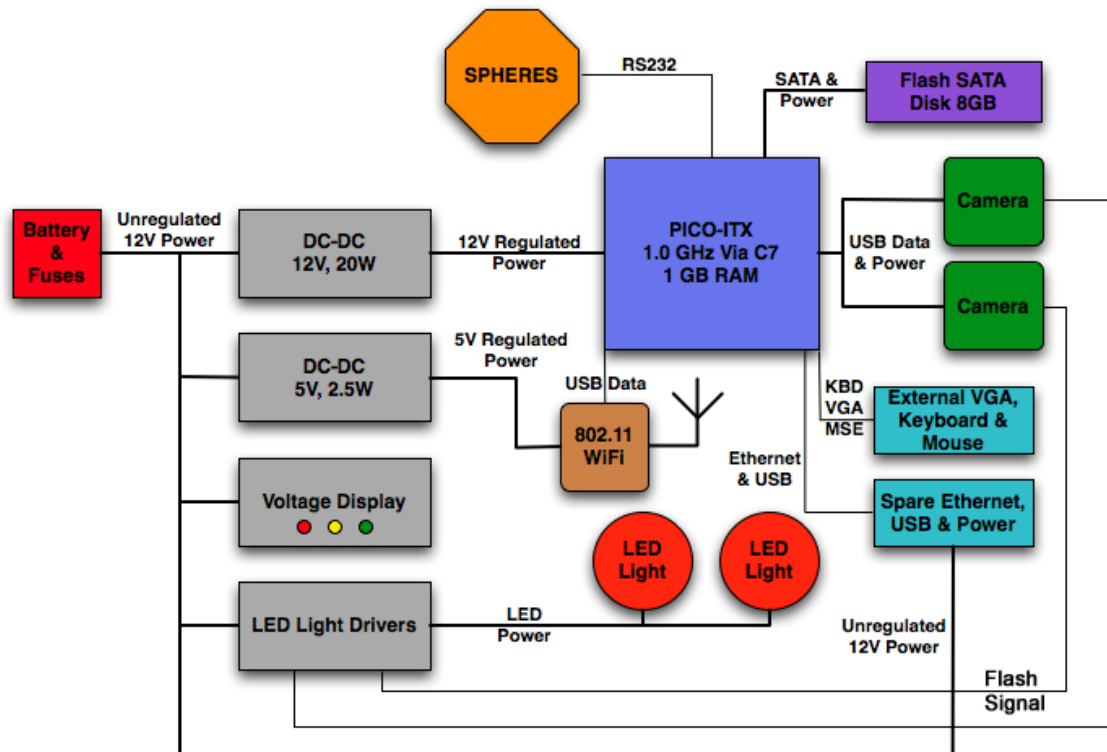 SPHERES
RS232
SATA &
Power
Flash SATA
Disk 8GB
Battery
&
Fuses
Unregulated
12V Power
DC-DC
12V, 20W
12V Regulated
Power
PICO-ITX
1.0 GHz Via C7
1 GB RAM
USB Data
& Power
Camera
Camera
DC-DC
5V, 2.5W
5V Regulated
Power
USB Data
802.11
WiFi
KBD
VGA
MSE
External VGA,
Keyboard &
Mouse
Ethernet
& USB
Spare Ethernet,
USB & Power
Voltage Display
LED
Light
LED
Light
LED Light Drivers
LED
Power
Unregulated
12V Power
Flash
Signal